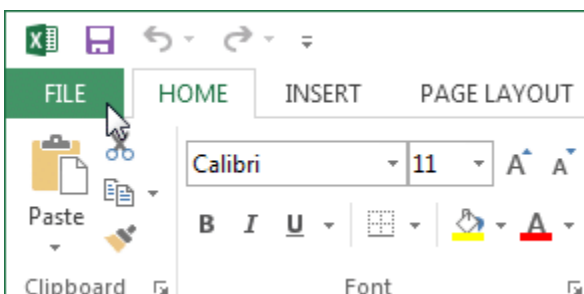 FILE HOME INSERT PAGE LAYOUT
Calibri 11 A A
Paste
B I U A
Clipboard Font